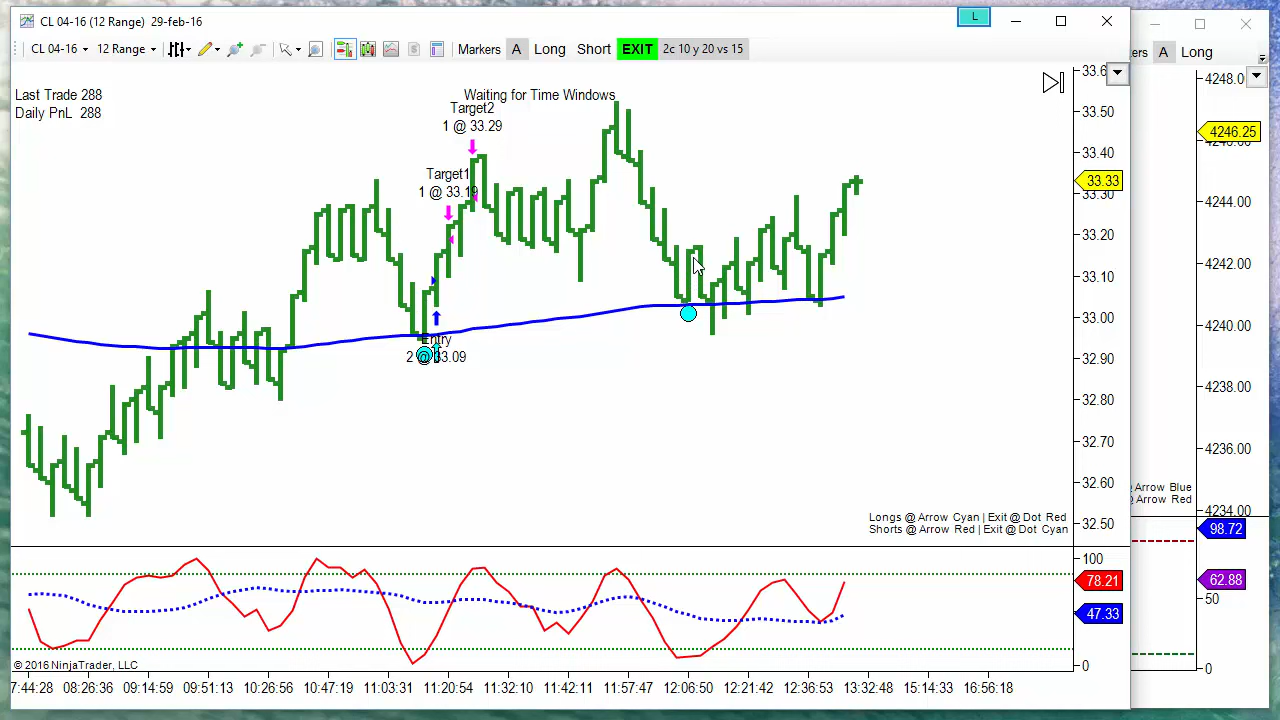 CL 04-16 (12 Range) 29-feb-16
L
CL 04-16 12 Range Markers A Long Short EXIT 2c 10 y 20 vs 15
A Long
Last Trade 288
Daily PnL 288
Waiting for Time Windows
Target2
1 @ 33.29
Target1
1 @ 33.19
Entry
2 @ 33.09
33.50
33.40
33.33
33.30
33.20
33.10
33.00
32.90
32.80
32.70
32.60
32.50
4248.0
4246.25
4244.00
4242.00
4240.00
4238.00
4236.00
4234.00
Arrow Blue
Arrow Red
Longs @ Arrow Cyan | Exit @ Dot Red
Shorts @ Arrow Red | Exit @ Dot Cyan
100
78.21
47.33
0
98.72
62.88
50
0
© 2016 NinjaTrader, LLC
7:44:28 08:26:36 09:14:59 09:51:13 10:26:56 10:47:19 11:03:31 11:20:54 11:32:10 11:42:11 11:57:47 12:06:50 12:21:42 12:36:53 13:32:48 15:14:33 16:56:18